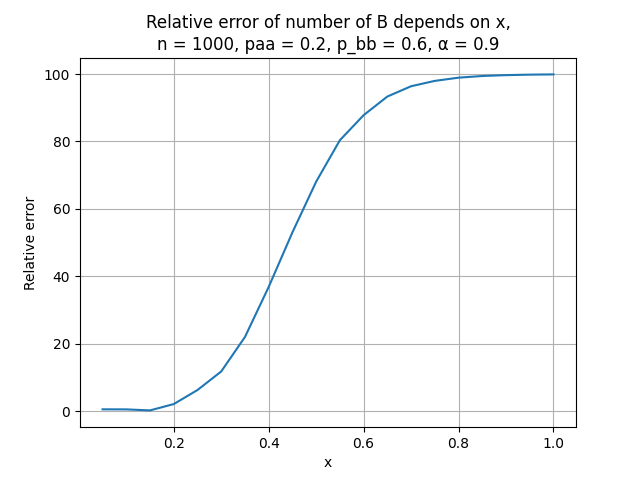 Relative error of number of B depends on x,
n = 1000, paa = 0.2, p_bb = 0.6, α = 0.9
100
80
60
40
20
0
Relative error
0.2 0.4 0.6 0.8 1.0
x